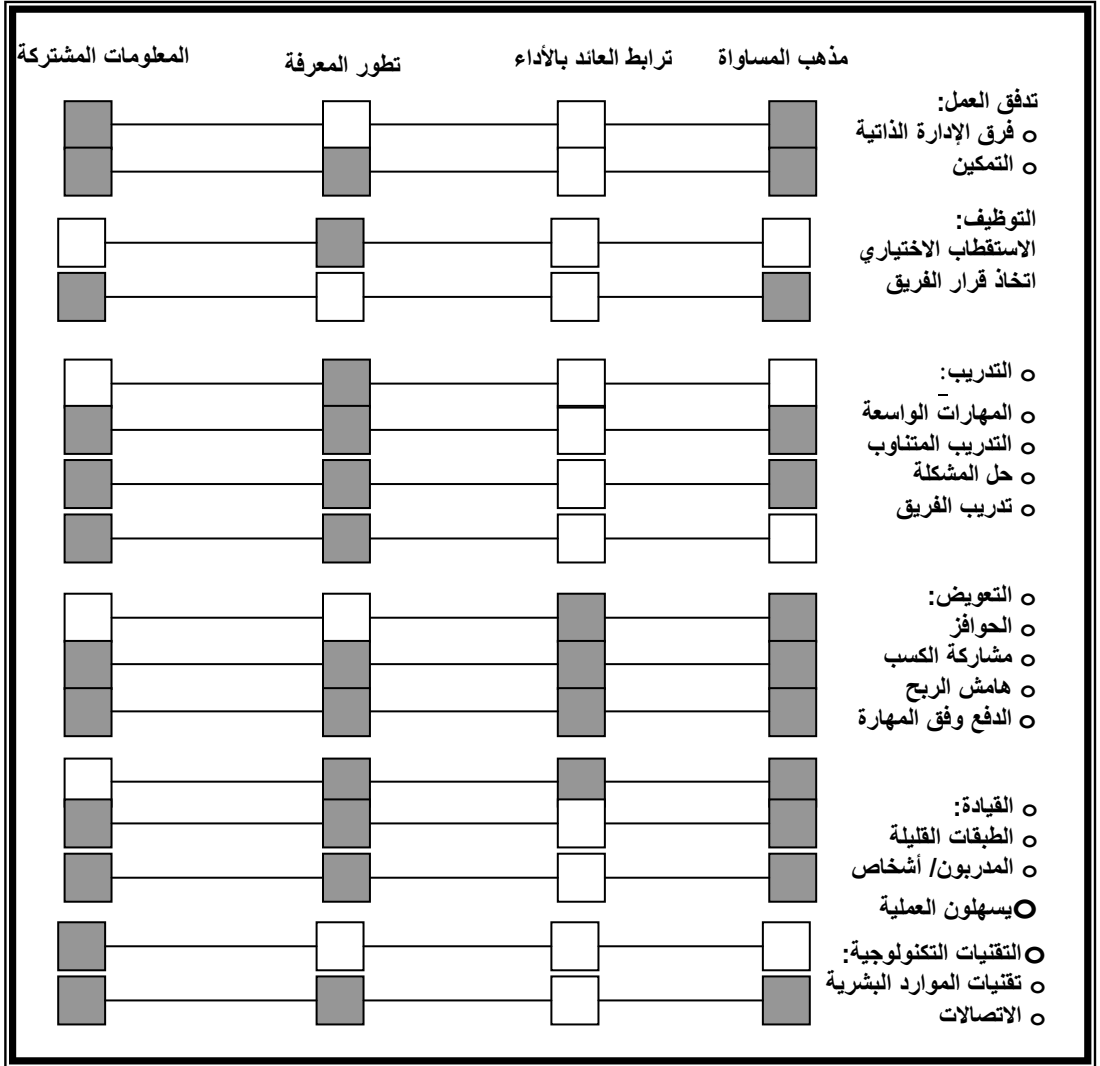 مذهب المساواة ترابط العائد بالأداء تطور المعرفة المعلومات المشتركة
تدفق العمل:
o فرق الإدارة الذاتية
o التمكين
التوظيف:
الاستقطاب الاختياري
اتخاذ قرار الفريق
o التدريب:
o المهارات الواسعة
o التدريب المتناوب
o حل المشكلة
o تدريب الفريق
o التعويض:
o الحوافز
o مشاركة الكسب
o هامش الربح
o الدفع وفق المهارة
o القيادة:
o الطبقات القليلة
o المدربون/ أشخاص
o يسهلون العملية
o التقنيات التكنولوجية:
o تقنيات الموارد البشرية
o الاتصالات